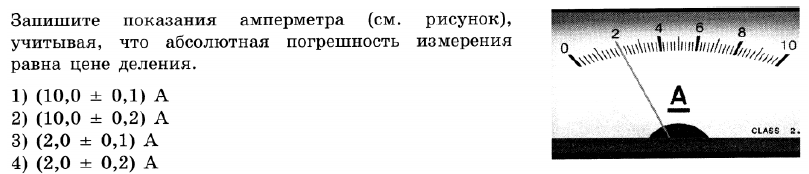 Запишите показания амперметра (см. рисунок),
учитывая, что абсолютная погрешность измерения
равна цене деления.
1) (10,0 ± 0,1) А
2) (10,0 ± 0,2) А
3) (2,0 ± 0,1) А
4) (2,0 ± 0,2) А
0 2 4 6 8 10
A
CLASS 2.